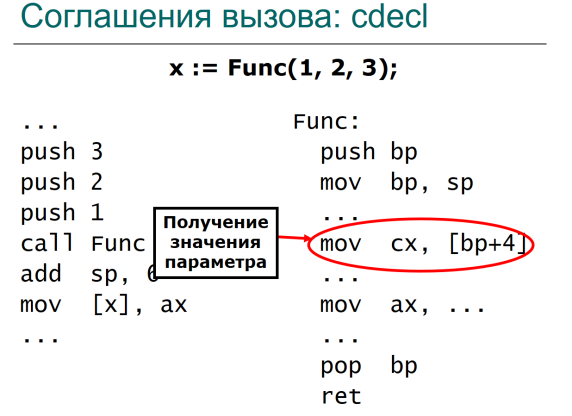 Соглашения вызова: cdecl
x := Func(1, 2, 3);
...
push 3
push 2
push 1
call Func
add sp, 6
mov [x], ax
...
Получение
значения
параметра
Func:
push bp
mov bp, sp
...
mov cx, [bp+4]
...
mov ax, ...
...
pop bp
ret